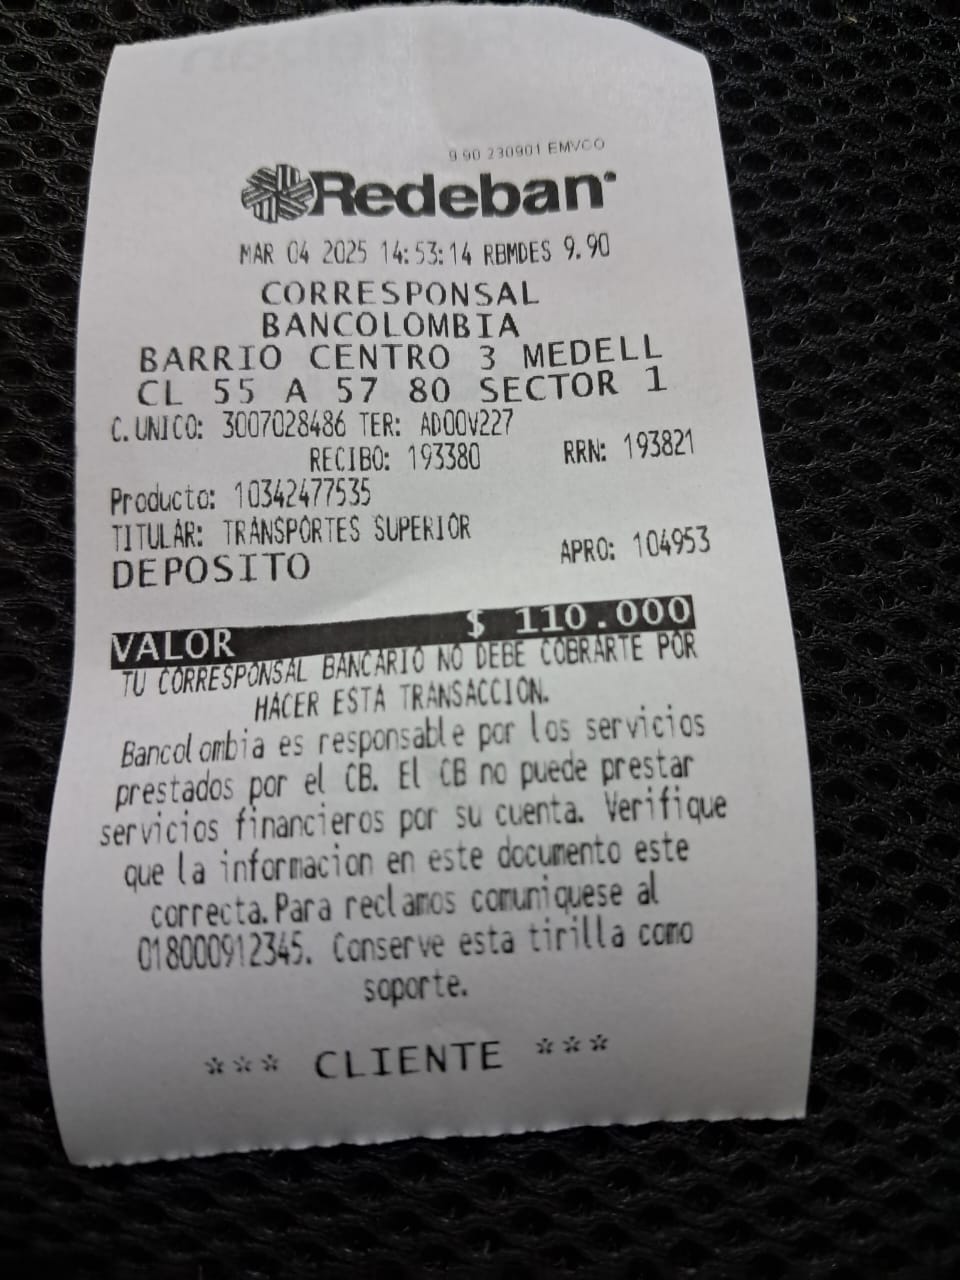 9.90 230901 EMVCO
Redeban
MAR 04 2025 14:53:14 RBMDES 9.90
CORRESPONSAL
BANCOLOMBIA
BARRIO CENTRO 3 MEDELL
CL 55 A 57 80 SECTOR 1
C.UNICO: 3007028486 TER: AD00V227
RECIBO: 193380 RRN: 193821
Producto: 10342477535
TITULAR: TRANSPORTES SUPERIOR
DEPOSITO APRO: 104953
VALOR $ 110.000
TU CORRESPONSAL BANCARIO NO DEBE COBRARTE POR
HACER ESTA TRANSACCION.
Bancolombia es responsable por los servicios
prestados por el CB. El CB no puede prestar
servicios financieros por su cuenta. Verifique
que la informacion en este documento este
correcta. Para reclamos comuniquese al
018000912345. Conserve esta tirilla como
soporte.
*** CLIENTE ***